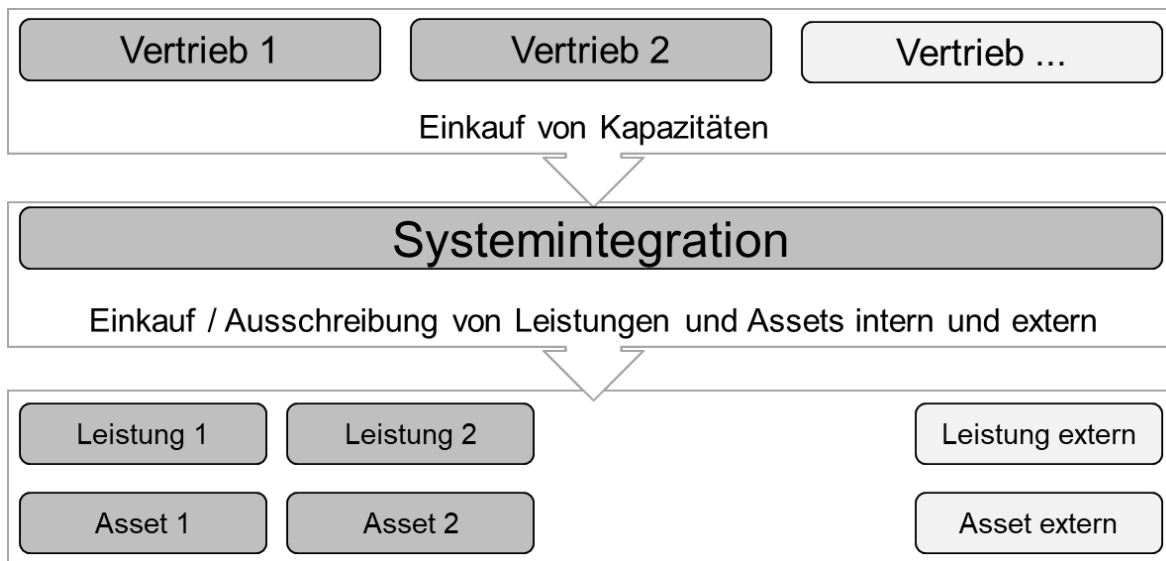 Vertrieb 1
Vertrieb 2
Vertrieb ...
Einkauf von Kapazitäten
Systemintegration
Einkauf / Ausschreibung von Leistungen und Assets intern und extern
Leistung 1
Leistung 2
Leistung extern
Asset 1
Asset 2
Asset extern